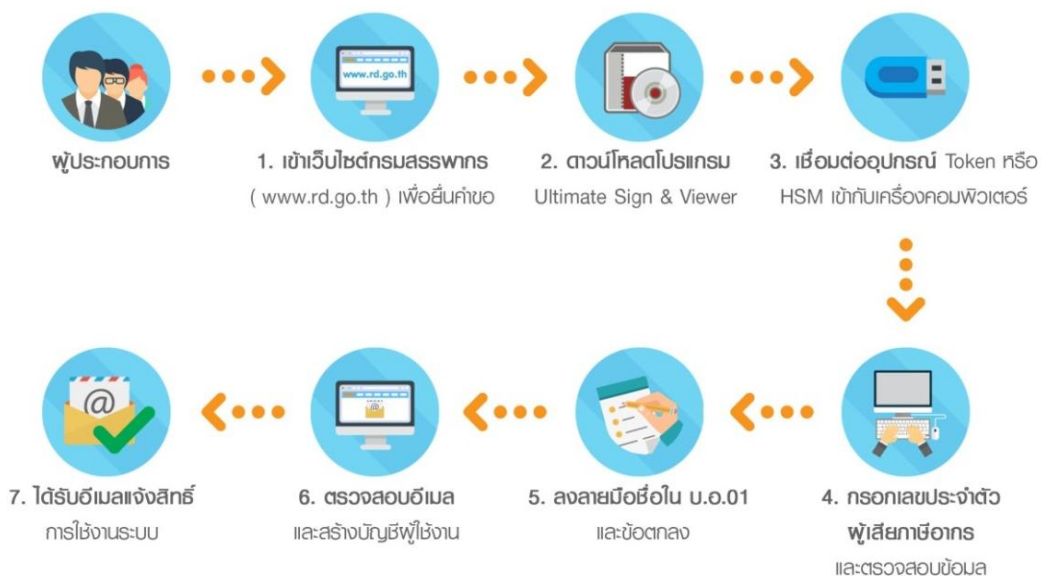 www.rd.go.th
ผู้ประกอบการ
1. เข้าเว็บไซต์กรมสรรพากร
( www.rd.go.th ) เพื่อยื่นคำขอ
2. ดาวน์โหลดโปรแกรม
Ultimate Sign & Viewer
3. เชื่อมต่ออุปกรณ์ Token หรือ
HSM เข้ากับเครื่องคอมพิวเตอร์
4. กรอกเลขประจำตัว
ผู้เสียภาษีอากร
และตรวจสอบข้อมูล
5. ลงลายมือชื่อใน บ.อ.01
และข้อตกลง
6. ตรวจสอบอีเมล
และสร้างบัญชีผู้ใช้งาน
@
7. ได้รับอีเมลแจ้งสิทธิ์
การใช้งานระบบ
@